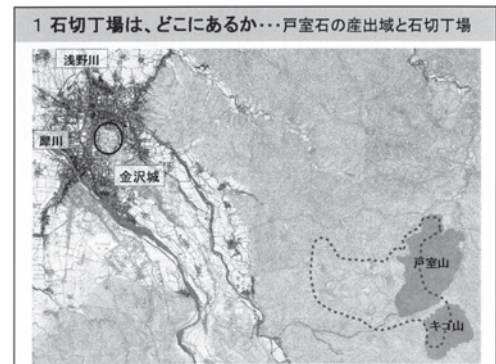 1 石切丁場は、どこにあるか・・・戸室石の産出域と石切丁場
浅野川
犀川
金沢城
戸室山
キゴ山